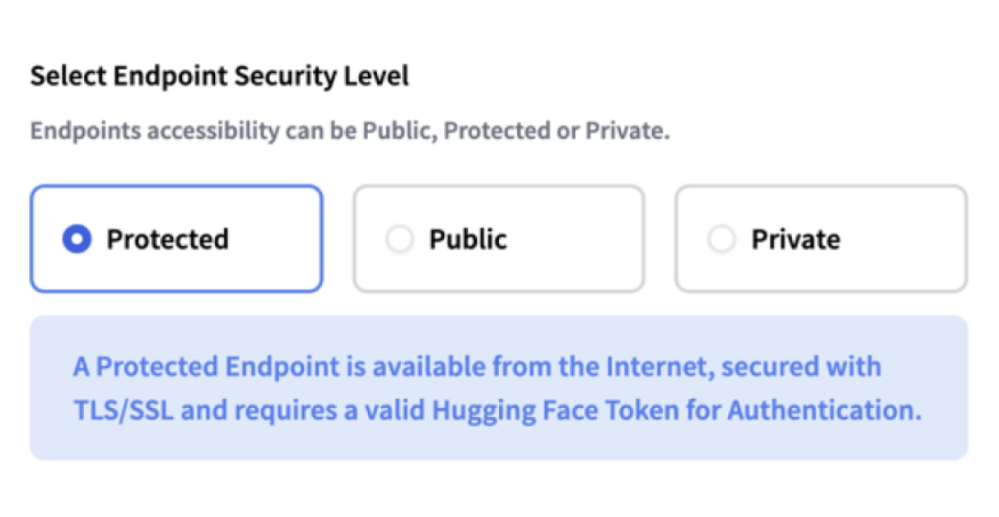 Select Endpoint Security Level
Endpoints accessibility can be Public, Protected or Private.
Protected
Public
Private
A Protected Endpoint is available from the Internet, secured with
TLS/SSL and requires a valid Hugging Face Token for Authentication.